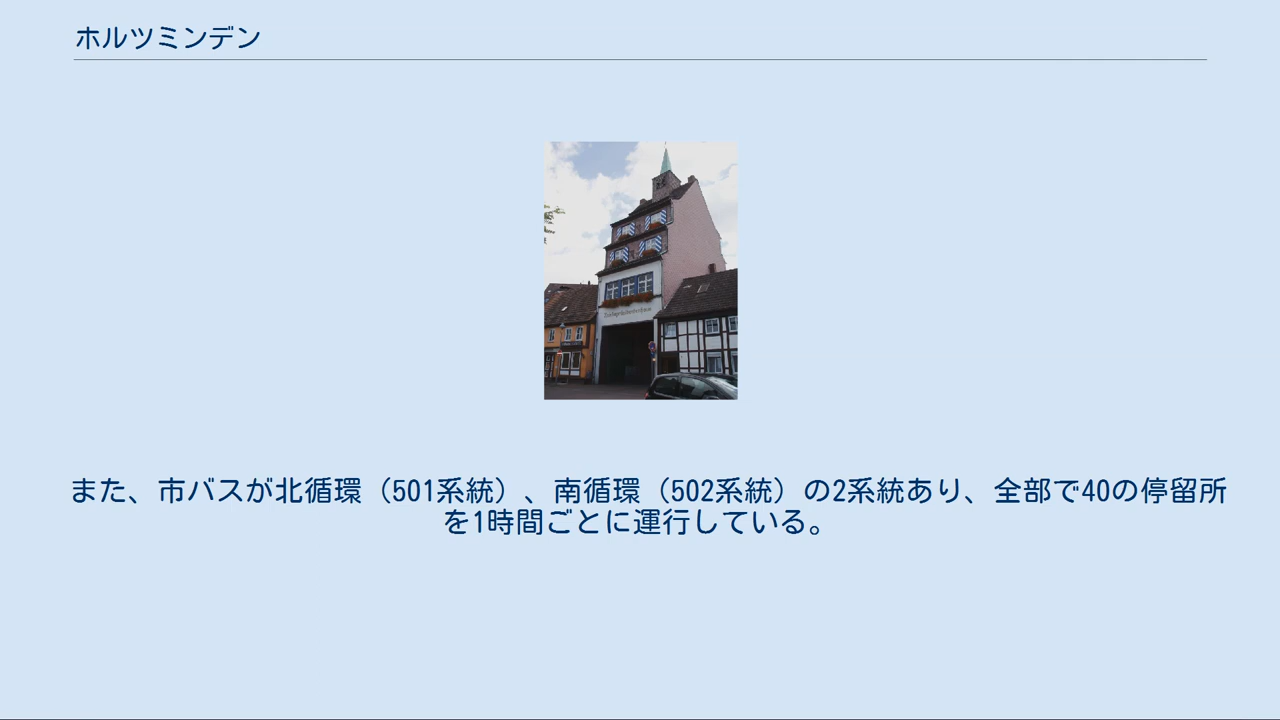 ホルツミンデン
また、市バスが北循環（501系統）、南循環（502系統）の2系統あり、全部で40の停留所
を1時間ごとに運行している。